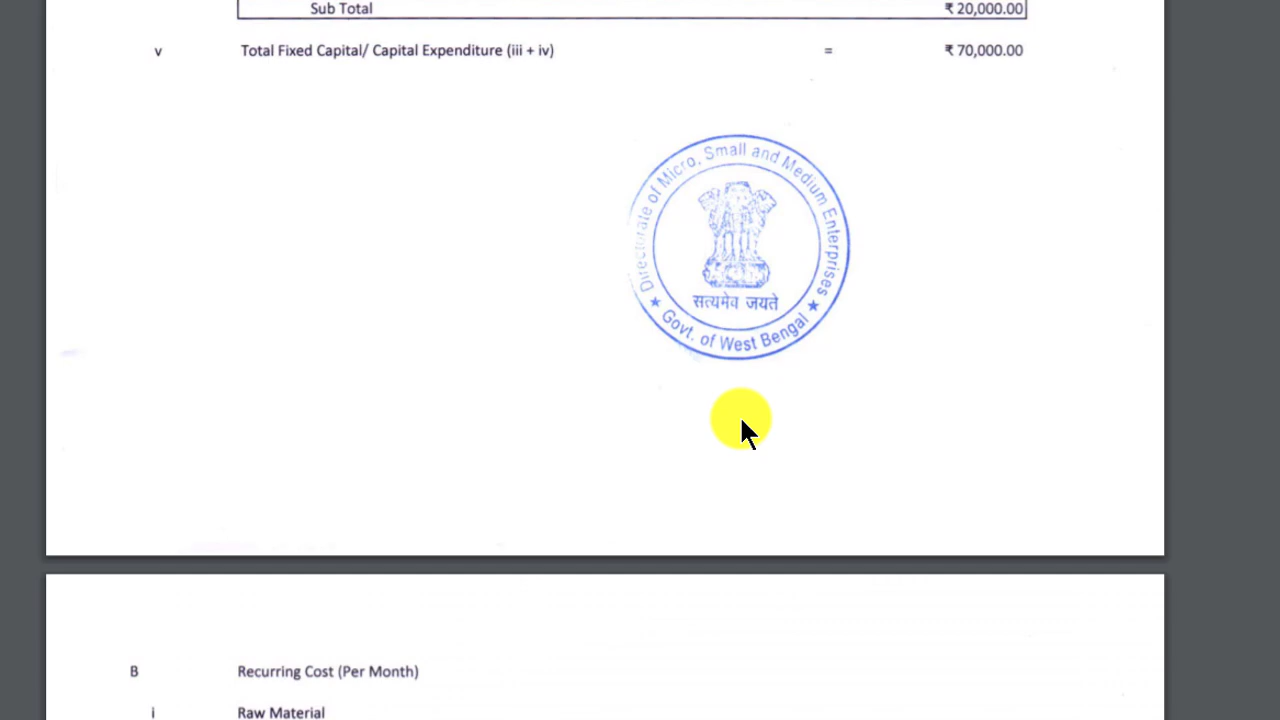 Sub Total ₹ 20,000.00
v Total Fixed Capital/ Capital Expenditure (iii + iv) = ₹ 70,000.00
Directorate of Micro, Small and Medium Enterprises
सत्यमेव जयते
★ Govt. of West Bengal ★
B Recurring Cost (Per Month)
i Raw Material